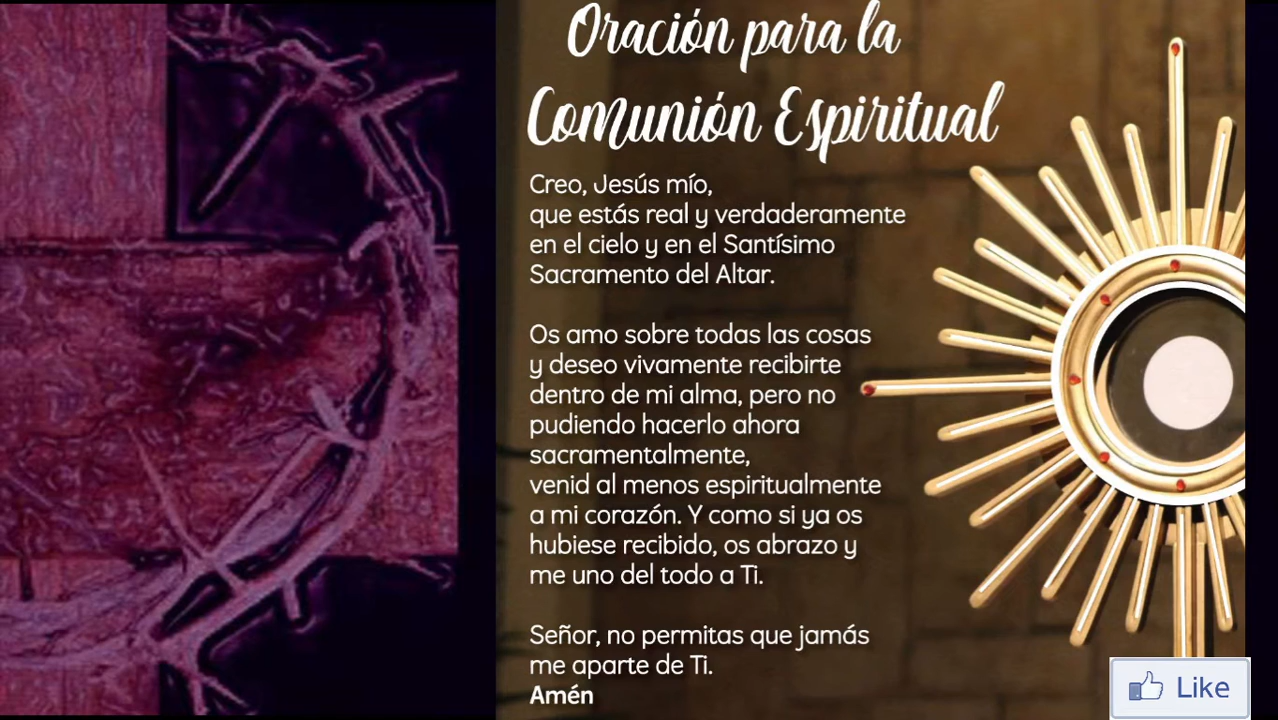 Oración para la
Comunión Espiritual
Creo, Jesús mío,
que estás real y verdaderamente
en el cielo y en el Santísimo
Sacramento del Altar.
Os amo sobre todas las cosas
y deseo vivamente recibirte
dentro de mi alma, pero no
pudiendo hacerlo ahora
sacramentalmente,
venid al menos espiritualmente
a mi corazón. Y como si ya os
hubiese recibido, os abrazo y
me uno del todo a Ti.
Señor, no permitas que jamás
me aparte de Ti.
Amén
Like